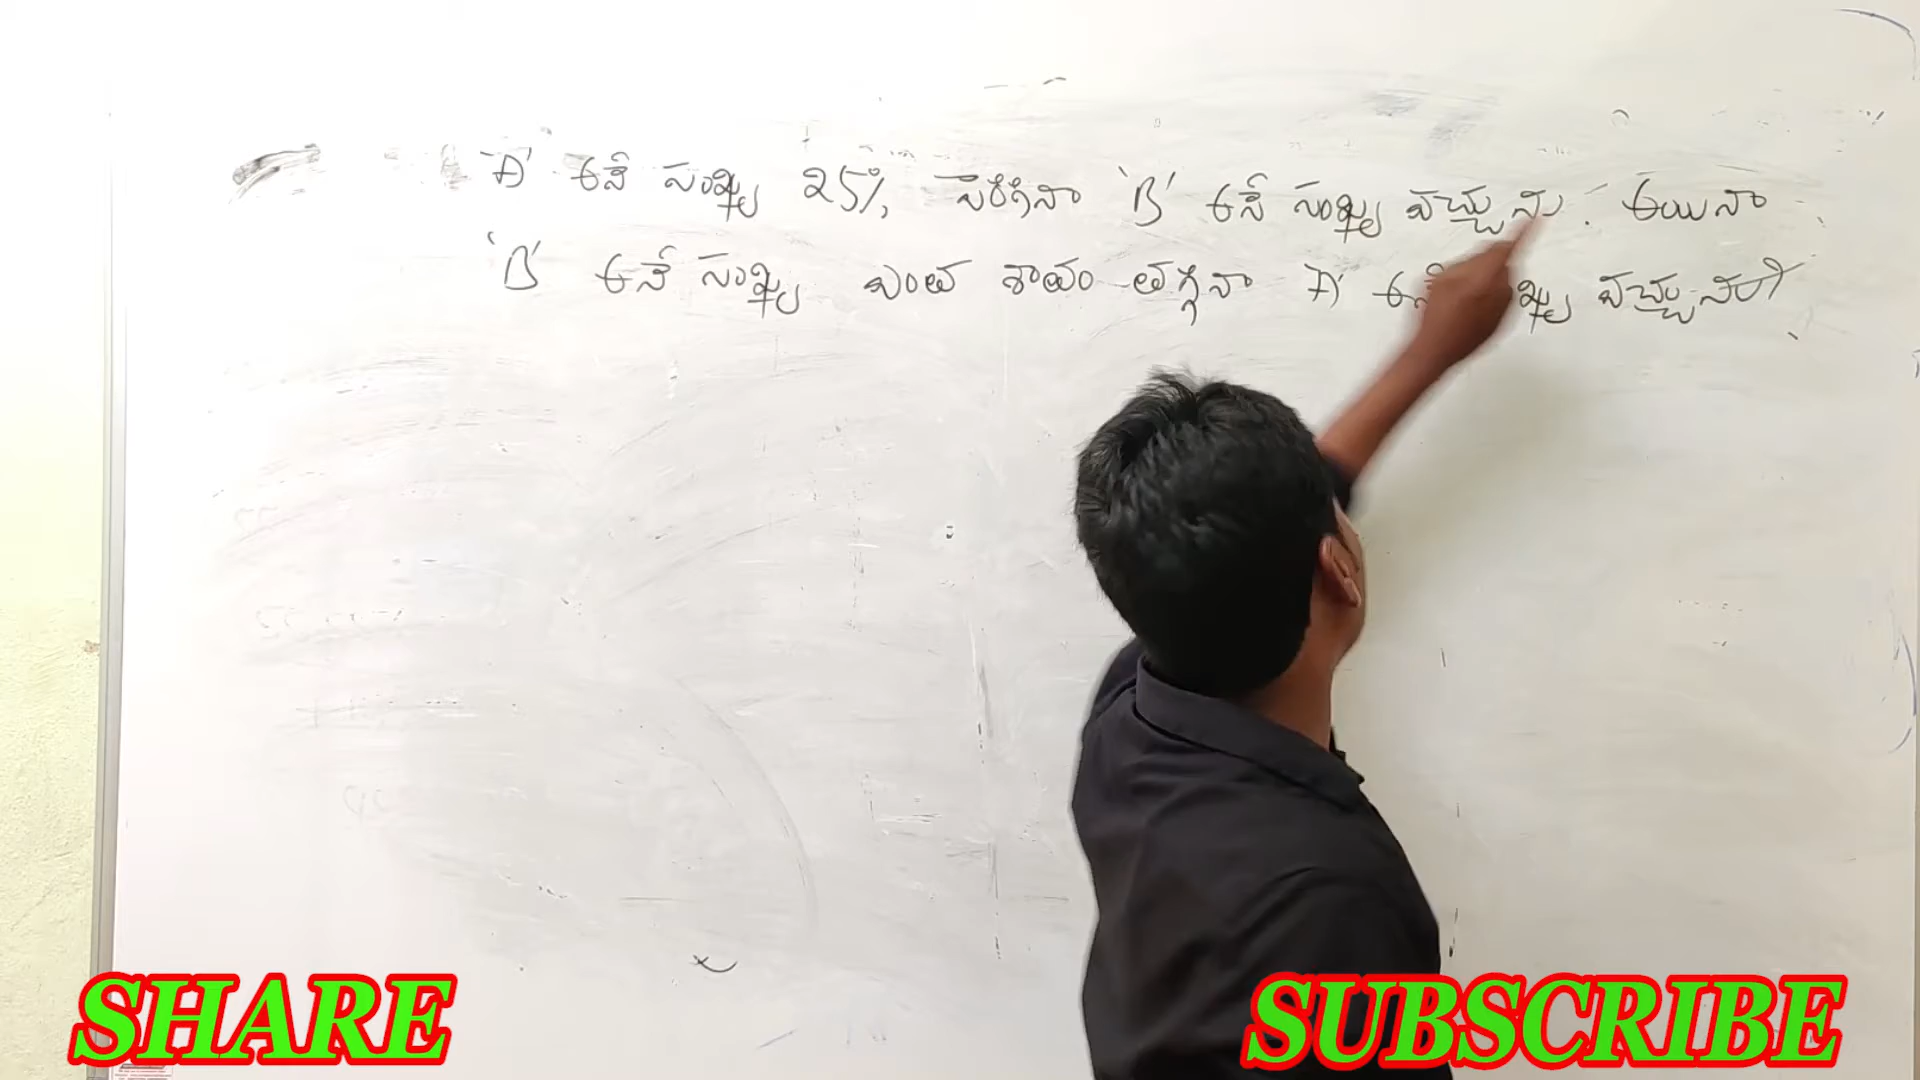 'A' అనే సంఖ్య 25% పెరిగినా 'B' అనే సంఖ్య వచ్చును. అయినా
'B' అనే సంఖ్య ఎంత శాతం తగ్గినా 'A' వచ్చును?
SHARE SUBSCRIBE